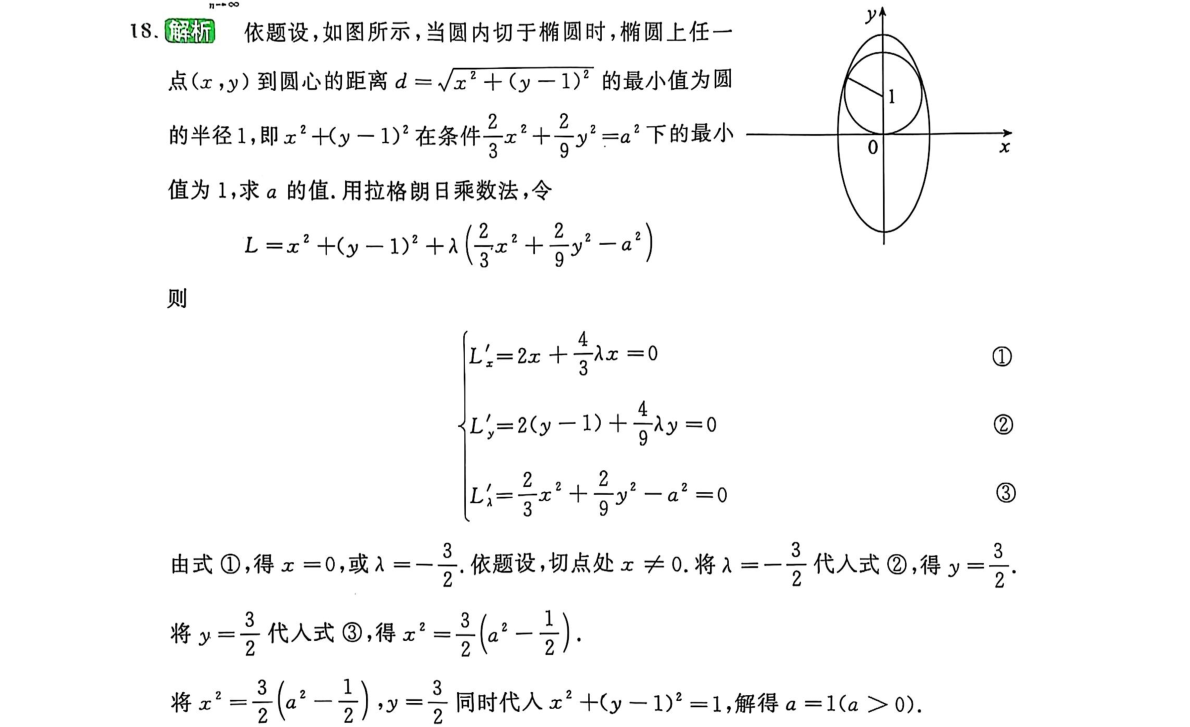 n→∞
18. 解析 依题设,如图所示,当圆内切于椭圆时,椭圆上任一
点(x,y)到圆心的距离 d=√(x²+(y-1)²) 的最小值为圆
的半径1,即 x²+(y-1)² 在条件 2/3 x²+2/9 y²=a² 下的最小
值为1,求 a 的值.用拉格朗日乘数法,令
L=x²+(y-1)²+λ(2/3 x²+2/9 y²-a²)
则
L′ₓ=2x+4/3 λx=0 ①
L′_y=2(y-1)+4/9 λy=0 ②
L′_λ=2/3 x²+2/9 y²-a²=0 ③
由式①,得 x=0,或 λ=-3/2.依题设,切点处 x≠0.将 λ=-3/2 代入式②,得 y=3/2.
将 y=3/2 代入式③,得 x²=3/2(a²-1/2).
将 x²=3/2(a²-1/2),y=3/2 同时代入 x²+(y-1)²=1,解得 a=1(a>0).
y
1
0
x